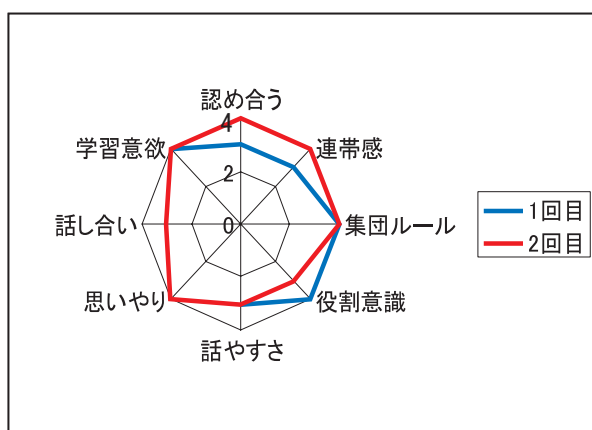 認め合う
4
学習意欲
連帯感
2
話し合い
0
集団ルール
1回目
2回目
思いやり
役割意識
話やすさ